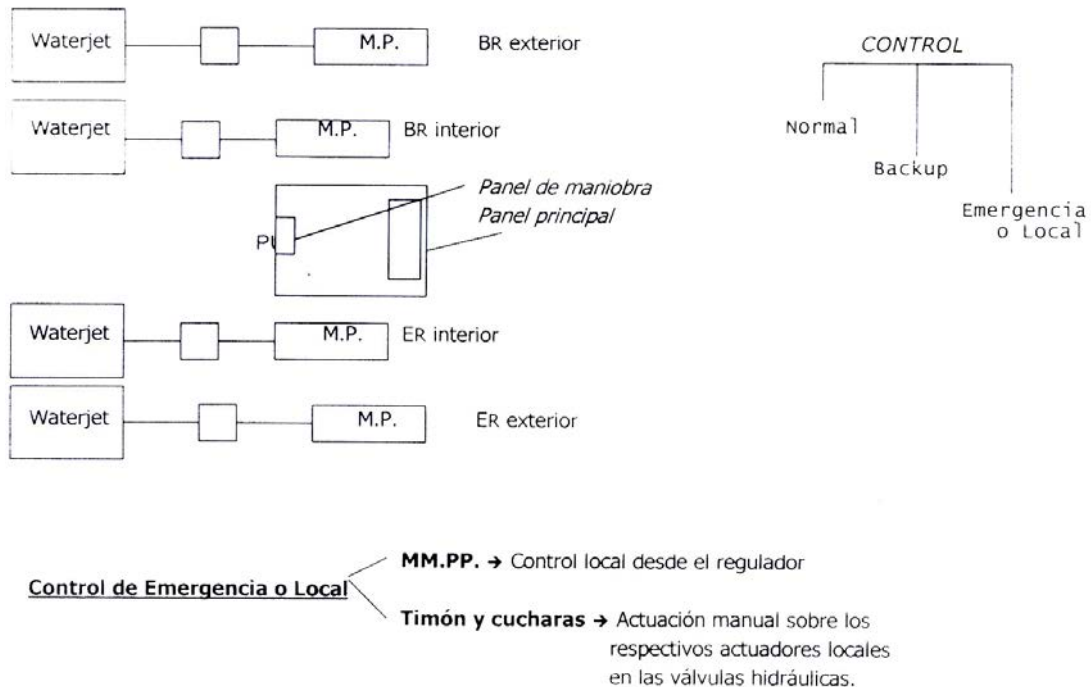 Waterjet
M.P.
BR exterior
Waterjet
M.P.
BR interior
Panel de maniobra
Panel principal
Waterjet
M.P.
ER interior
Waterjet
M.P.
ER exterior
CONTROL
Normal
Backup
Emergencia
o Local
Control de Emergencia o Local
MM.PP. → Control local desde el regulador
Timón y cucharas → Actuación manual sobre los
respectivos actuadores locales
en las válvulas hidráulicas.